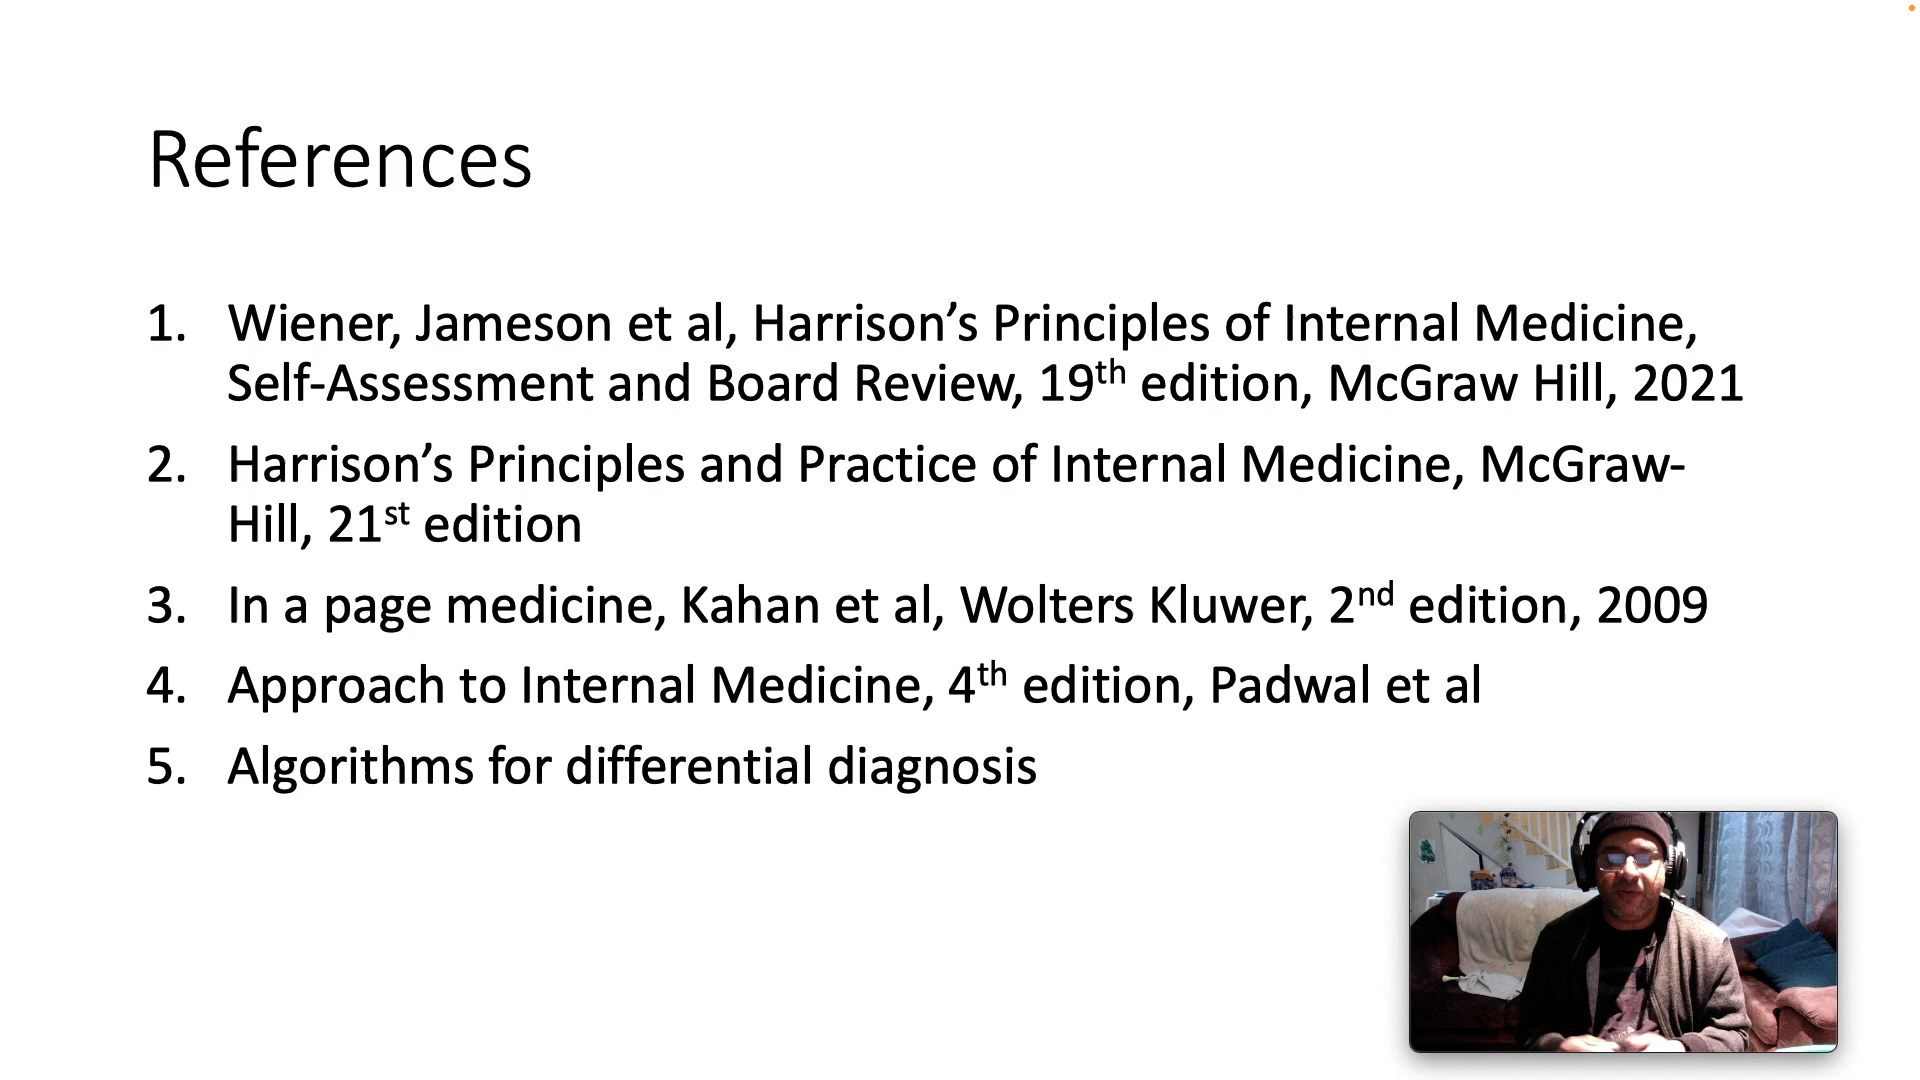 References
1. Wiener, Jameson et al, Harrison’s Principles of Internal Medicine,
Self-Assessment and Board Review, 19th edition, McGraw Hill, 2021
2. Harrison’s Principles and Practice of Internal Medicine, McGraw-
Hill, 21st edition
3. In a page medicine, Kahan et al, Wolters Kluwer, 2nd edition, 2009
4. Approach to Internal Medicine, 4th edition, Padwal et al
5. Algorithms for differential diagnosis